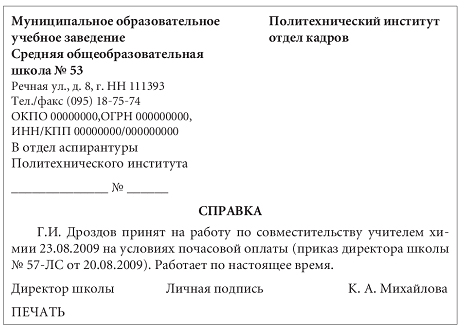 Муниципальное образовательное
учебное заведение
Средняя общеобразовательная
школа № 53
Речная ул., д. 8, г. НН 111393
Тел./факс (095) 18-75-74
ОКПО 00000000,ОГРН 000000000,
ИНН/КПП 00000000/000000000
В отдел аспирантуры
Политехнического института
_______________ № ______
Политехнический институт
отдел кадров
СПРАВКА
Г.И. Дроздов принят на работу по совместительству учителем хи-
мии 23.08.2009 на условиях почасовой оплаты (приказ директора школы
№ 57-ЛС от 20.08.2009). Работает по настоящее время.
Директор школы Личная подпись К. А. Михайлова
ПЕЧАТЬ